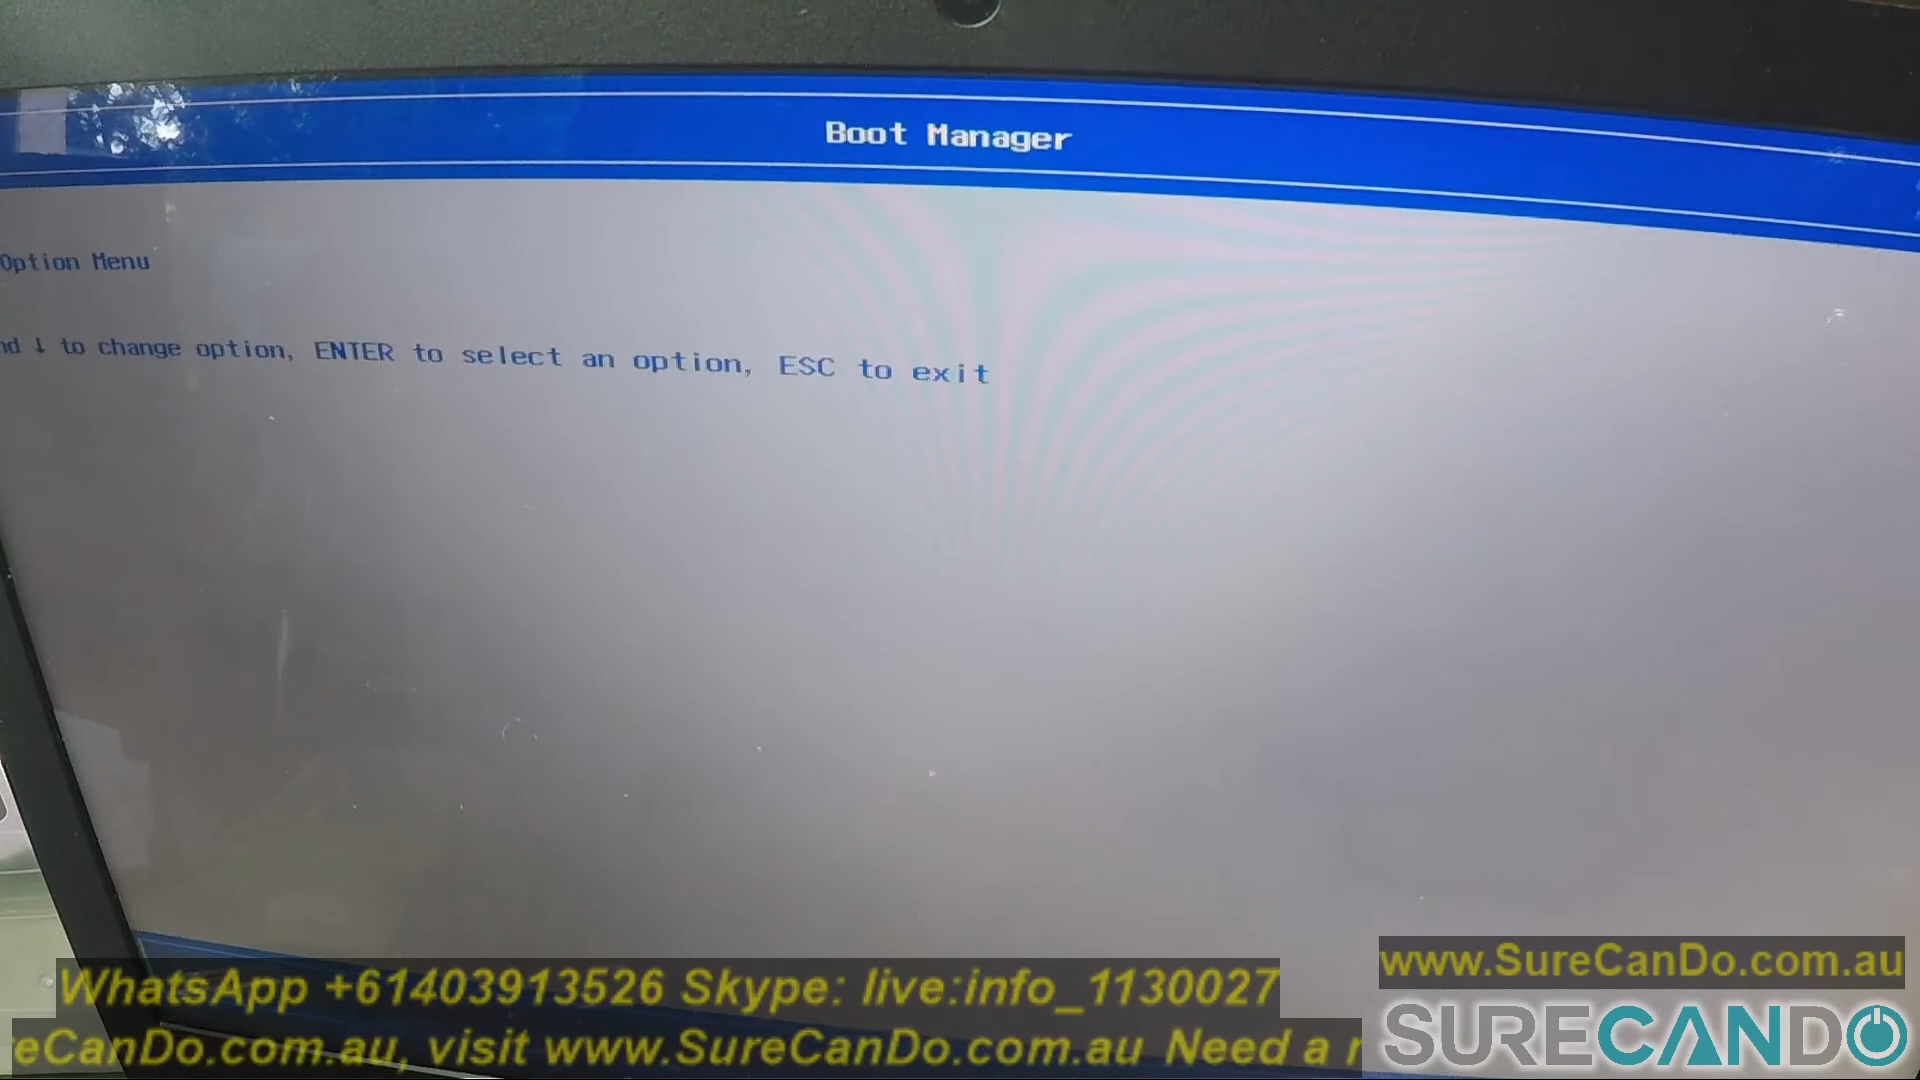 Boot Manager
Option Menu
↓ to change option, ENTER to select an option, ESC to exit
www.SureCanDo.com.au
WhatsApp +61403913526 Skype: live:info_1130027
eCanDo.com.au, visit www.SureCanDo.com.au Need a
SURECANDO